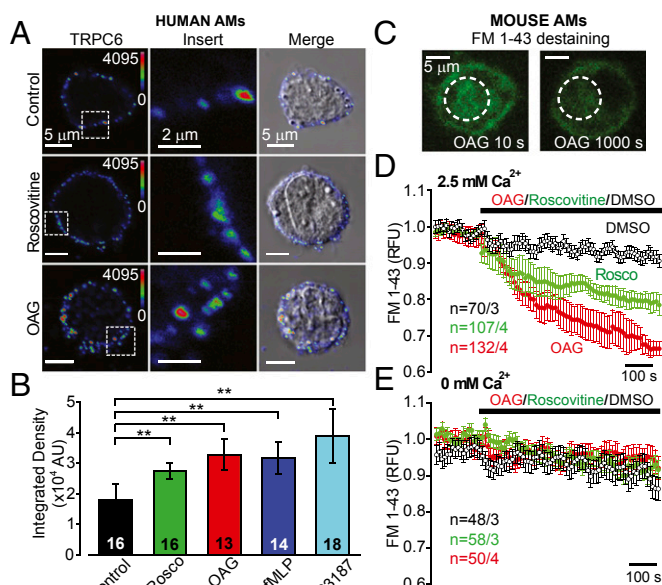 A
HUMAN AMs
TRPC6
Insert
Merge
Control
4095
0
5 µm
2 µm
5 µm
Roscovitine
4095
0
OAG
4095
0
B
Integrated Density
(x10⁴ AU)
5
4
3
2
1
0
**
**
**
**
16
16
13
14
18
Rosco
OAG
C
MOUSE AMs
FM 1-43 destaining
5 µm
OAG 10 s
OAG 1000 s
D
2.5 mM Ca²⁺
OAG/Roscovitine/DMSO
FM 1-43 (RFU)
1.1
1.0
0.9
0.8
0.7
0.6
DMSO
Rosco
OAG
n=70/3
n=107/4
n=132/4
100 s
E
0 mM Ca²⁺
OAG/Roscovitine/DMSO
FM 1-43 (RFU)
1.1
1.0
0.9
0.8
0.7
0.6
n=48/3
n=58/3
n=50/4
100 s